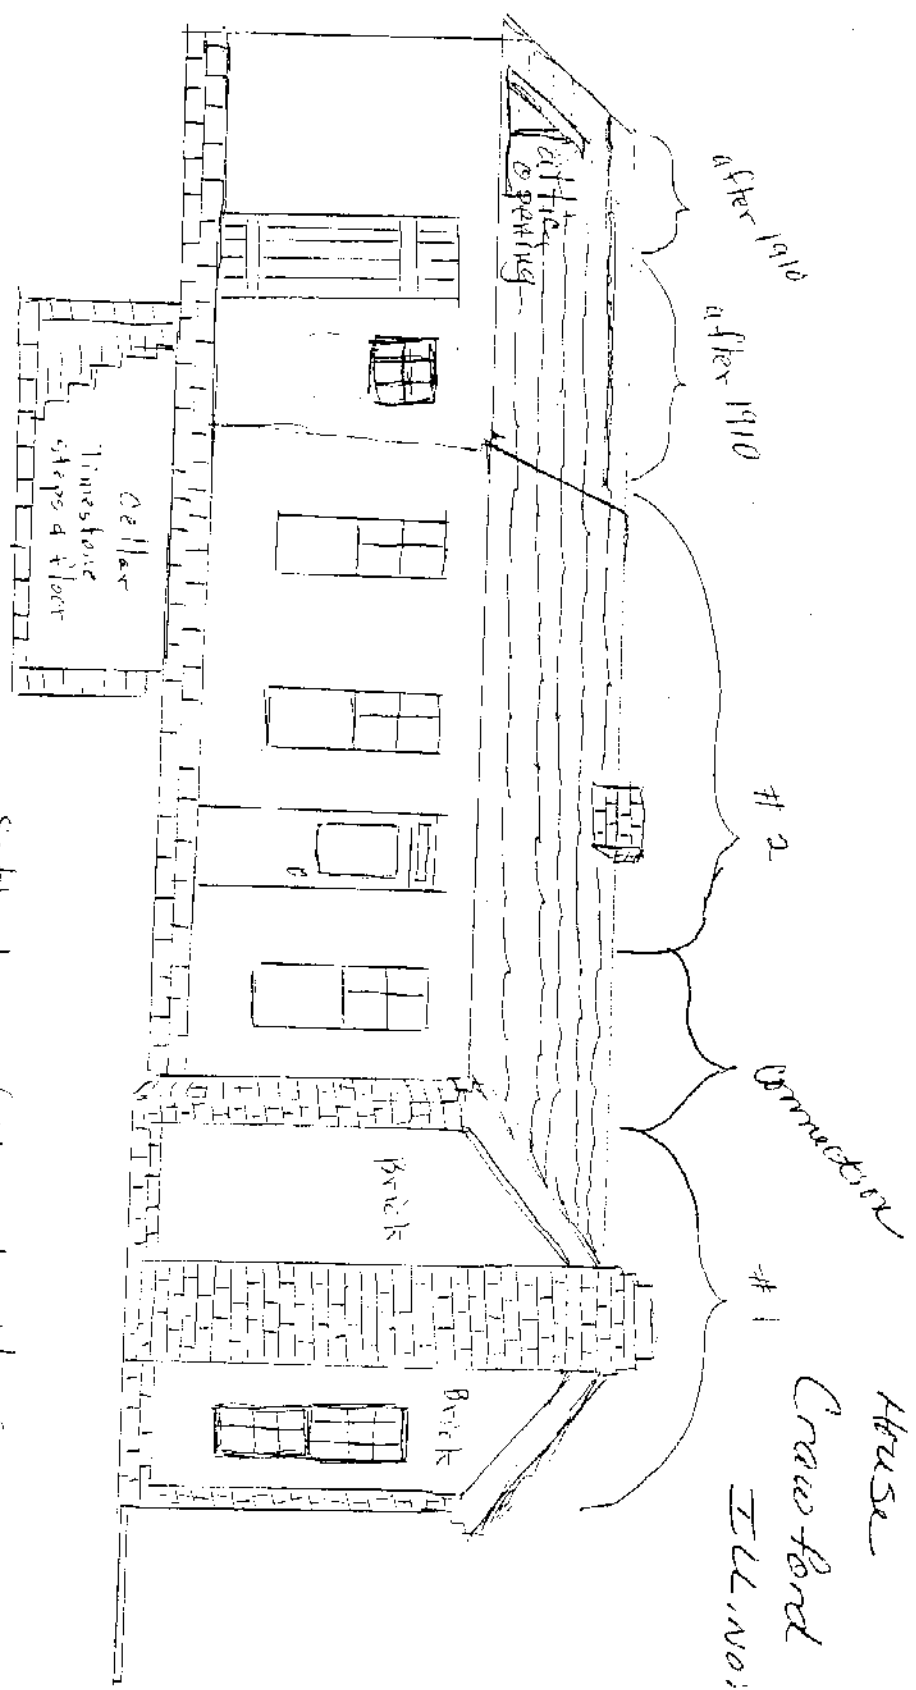 House
Crawford
ILLINOI
after 1910
after 1910
#2
connection
#1
attic
opening
Brick
Brick
Cellar
limestone
steps & floor